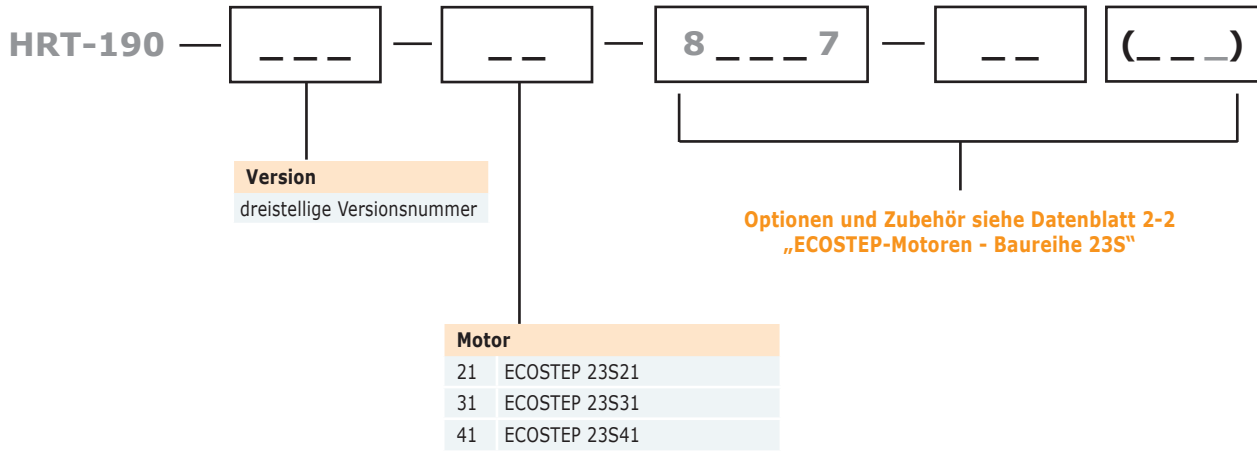 HRT-190 — _ _ _ — _ _ — 8 _ _ _ 7 — _ _ (_ _ _)
Version
dreistellige Versionsnummer
Optionen und Zubehör siehe Datenblatt 2-2
„ECOSTEP-Motoren - Baureihe 23S“
Motor
21 ECOSTEP 23S21
31 ECOSTEP 23S31
41 ECOSTEP 23S41